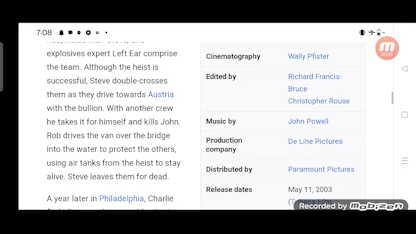 7:08
explosives expert Left Ear comprise
the team. Although the heist is
successful, Steve double-crosses
them as they drive towards Austria
with the bullion. With another crew
he takes it for himself and kills John.
Rob drives the van over the bridge
into the water to protect the others,
using air tanks from the heist to stay
alive. Steve leaves them for dead.
A year later in Philadelphia, Charlie
Cinematography Wally Pfister
Edited by Richard Francis-
Bruce
Christopher Rouse
Music by John Powell
Production
company De Line Pictures
Distributed by Paramount Pictures
Release dates May 11, 2003
Recorded by MOBIZEN